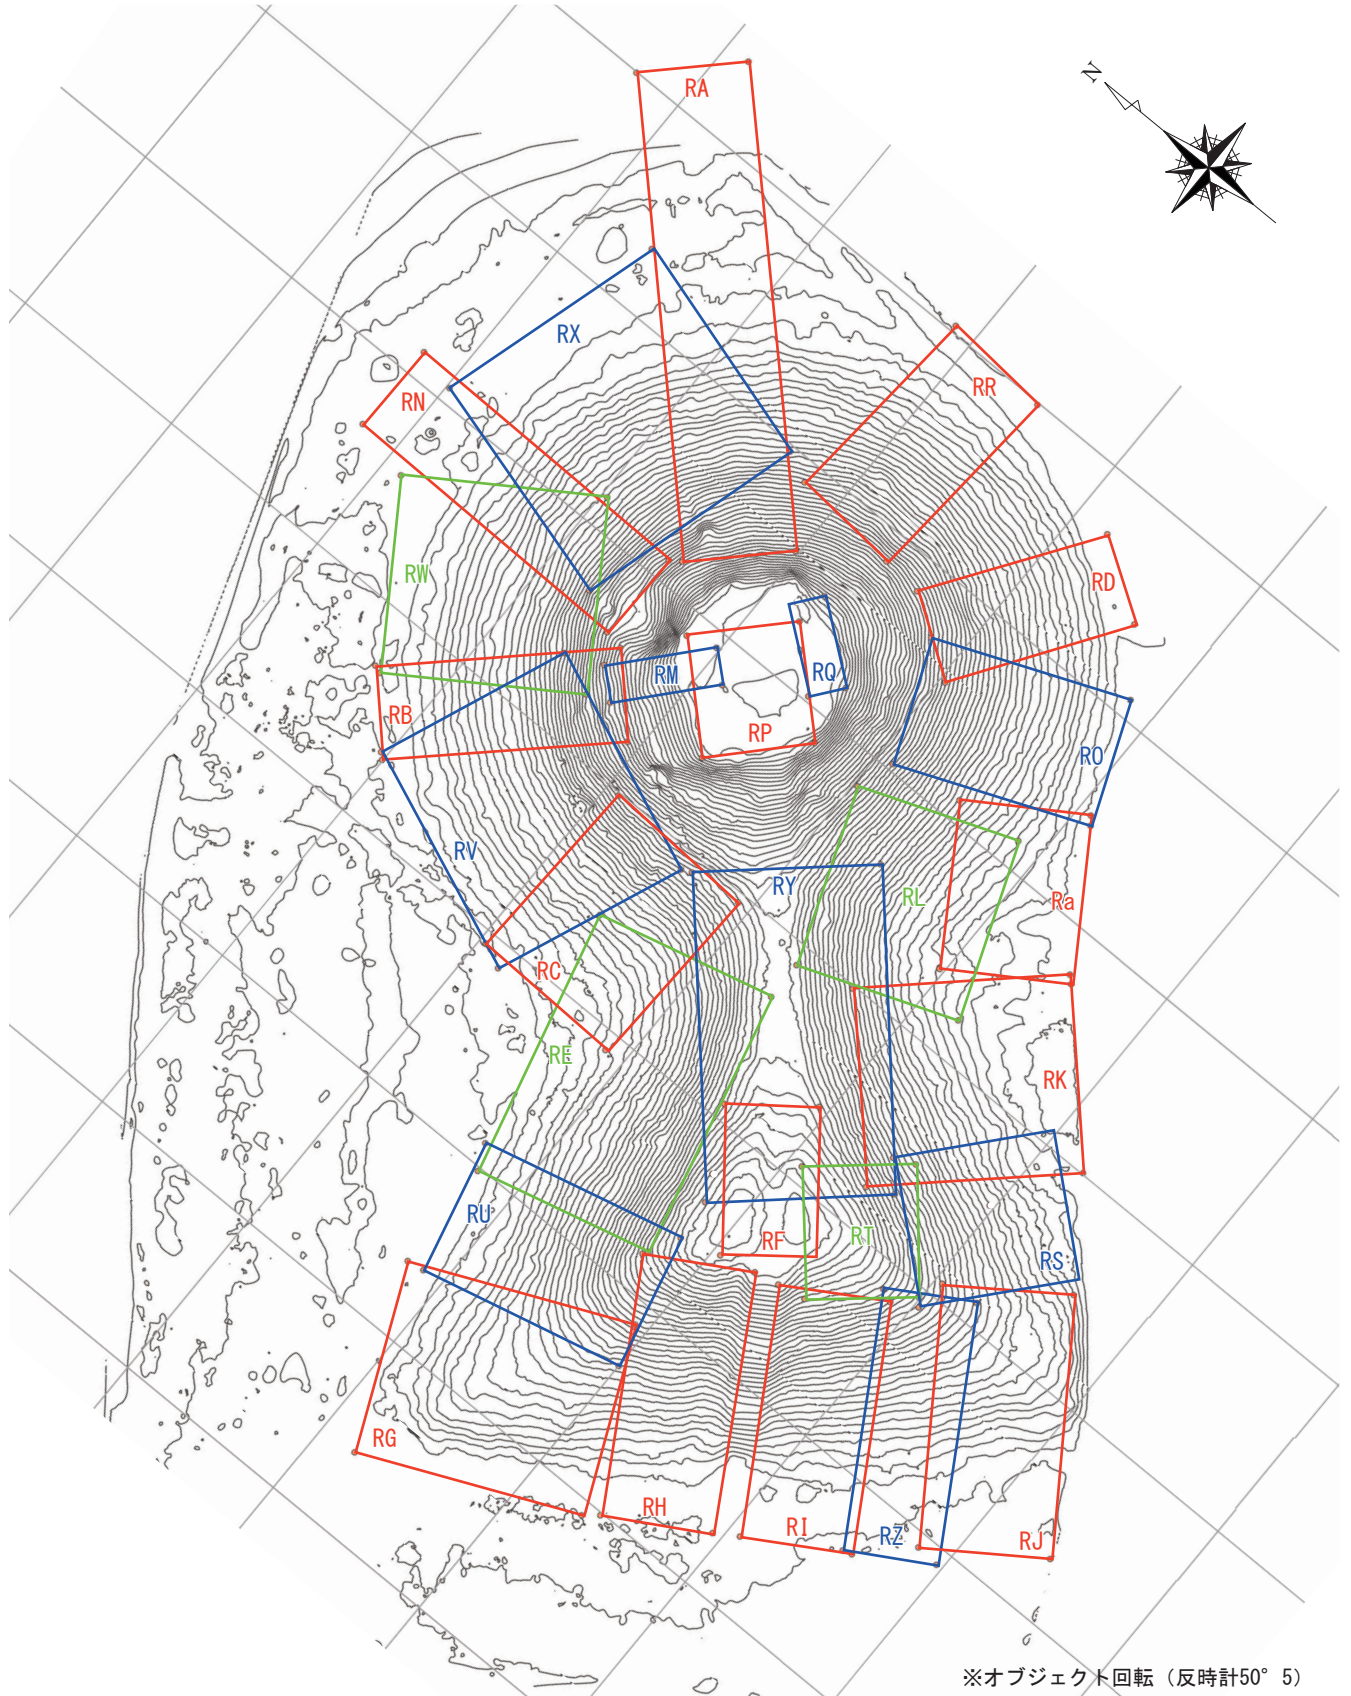 N
RA
RX
RR
RN
RW
RD
RM
RQ
RB
RP
RO
RV
RY
RL
Ra
RC
RE
RK
RU
RF
RT
RS
RG
RH
RI
RZ
RJ
※オブジェクト回転（反時計50°5）